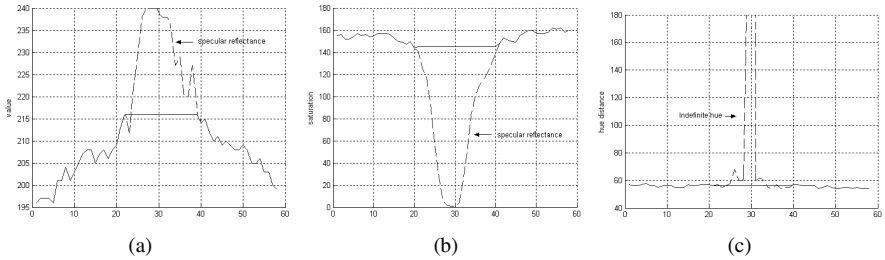 240
235
230
225
220
215
210
205
200
195
value
specular reflectance
0 10 20 30 40 50 60
(a)
180
160
140
120
100
80
60
40
20
0
saturation
specular reflectance
0 10 20 30 40 50 60
(b)
180
160
140
120
100
80
60
40
hue distance
Indefinite hue
0 10 20 30 40 50 60
(c)